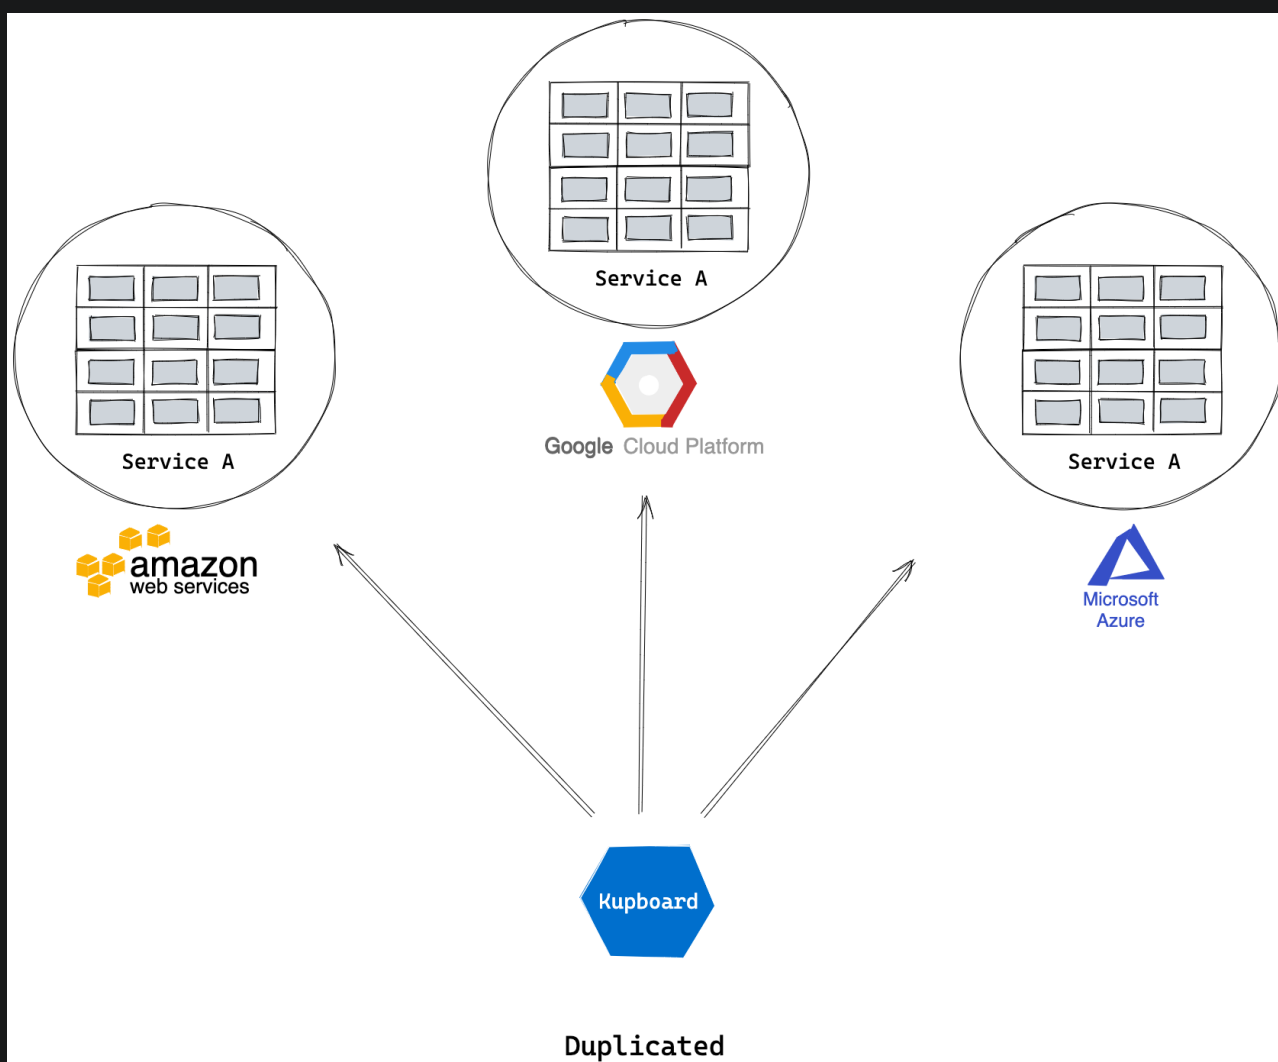 Service A
Google Cloud Platform
Service A
amazon
web services
Service A
Microsoft
Azure
Kupboard
Duplicated